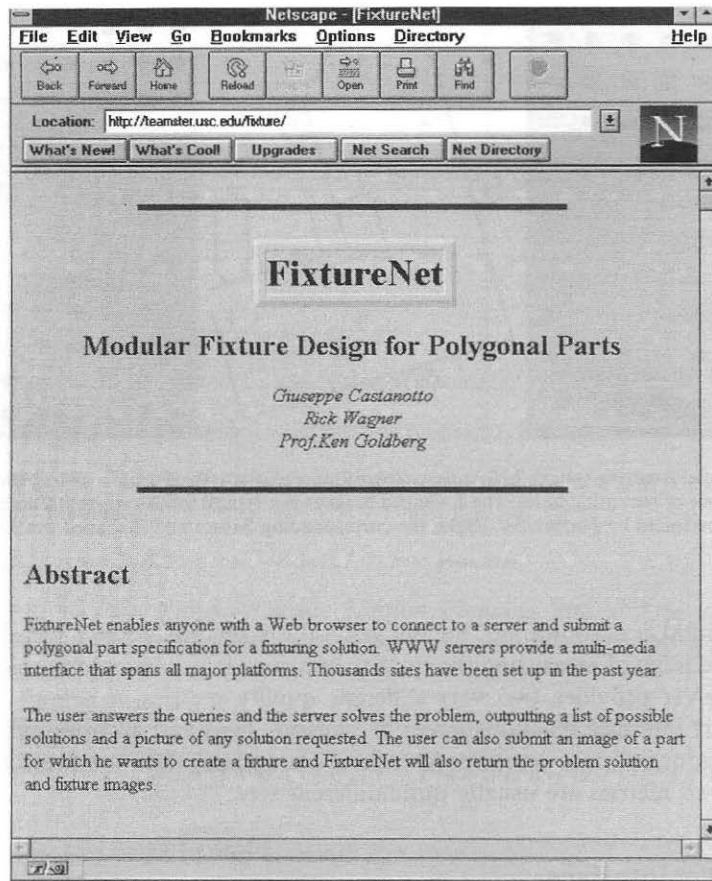 Netscape - [FixtureNet]
File Edit View Go Bookmarks Options Directory Help
Back Forward Home Reload Open Print Find
Location: http://teamster.usc.edu/fixture/
N
What's New! What's Cool! Upgrades Net Search Net Directory
FixtureNet
Modular Fixture Design for Polygonal Parts
Giuseppe Castanotto
Rick Wagner
Prof.Ken Goldberg
Abstract
FixtureNet enables anyone with a Web browser to connect to a server and submit a
polygonal part specification for a fixturing solution. WWW servers provide a multi-media
interface that spans all major platforms. Thousands sites have been set up in the past year.
The user answers the queries and the server solves the problem, outputting a list of possible
solutions and a picture of any solution requested. The user can also submit an image of a part
for which he wants to create a fixture and FixtureNet will also return the problem solution
and fixture images.